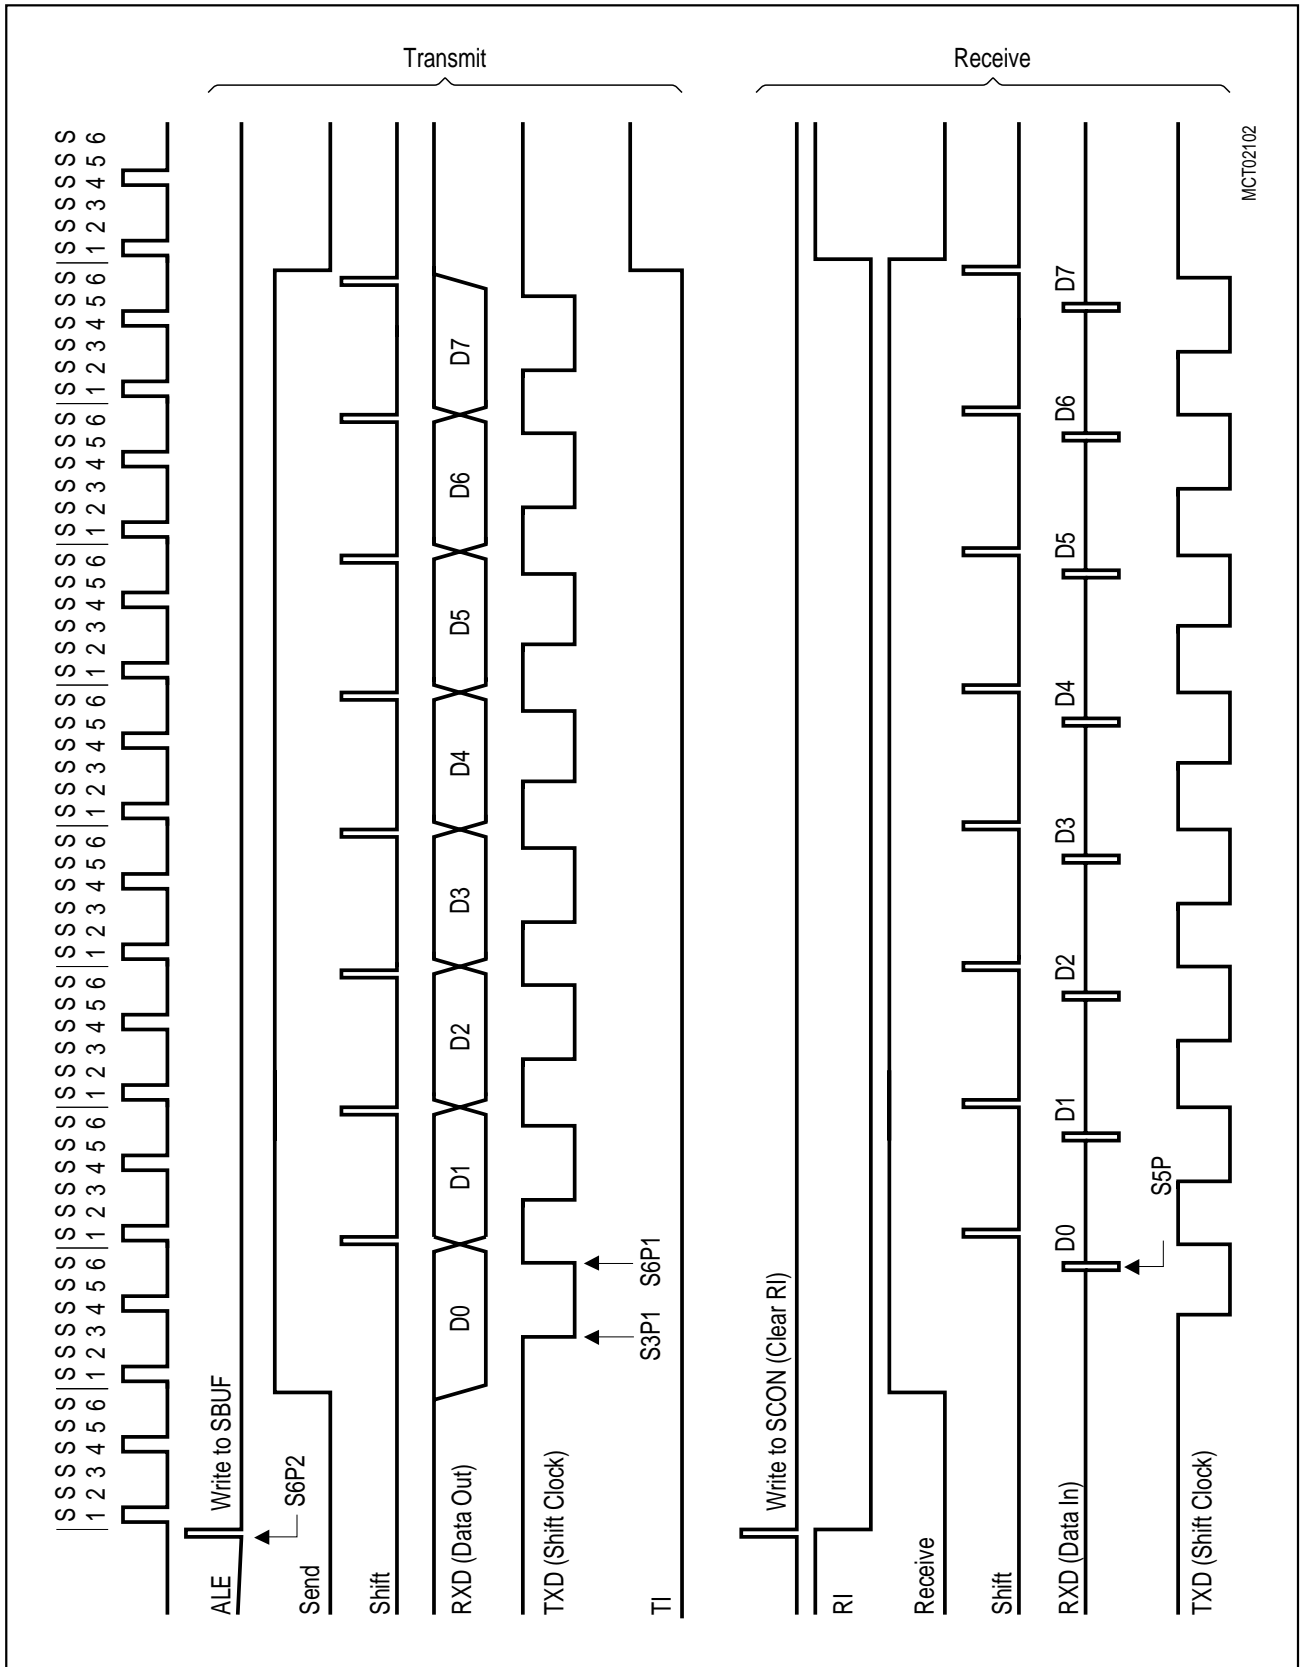 S S S S S S | S S S S S S | S S S S S S | S S S S S S | S S S S S S | S S S S S S | S S S S S S | S S S S S S | S S S S S S | S S S S S S
1 2 3 4 5 6 | 1 2 3 4 5 6 | 1 2 3 4 5 6 | 1 2 3 4 5 6 | 1 2 3 4 5 6 | 1 2 3 4 5 6 | 1 2 3 4 5 6 | 1 2 3 4 5 6 | 1 2 3 4 5 6 | 1 2 3 4 5 6
Transmit
ALE
Write to SBUF
S6P2
Send
Shift
RXD (Data Out)
D0 D1 D2 D3 D4 D5 D6 D7
TXD (Shift Clock)
S3P1 S6P1
TI
Receive
Write to SCON (Clear RI)
RI
Receive
Shift
RXD (Data In)
D0 D1 D2 D3 D4 D5 D6 D7
S5P
TXD (Shift Clock)
MCT02102